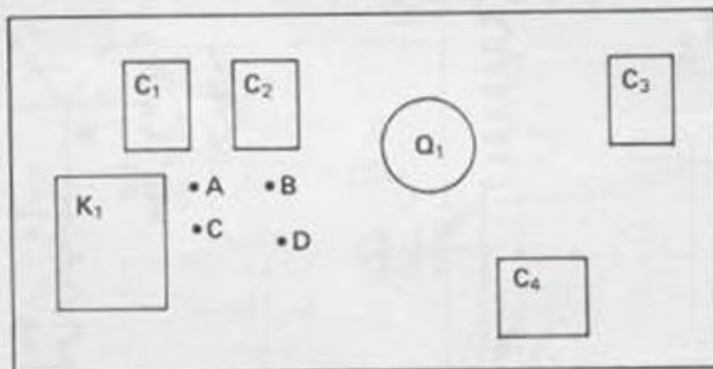 C₁ C₂ C₃
Q₁
K₁ •A •B
•C
•D
C₄